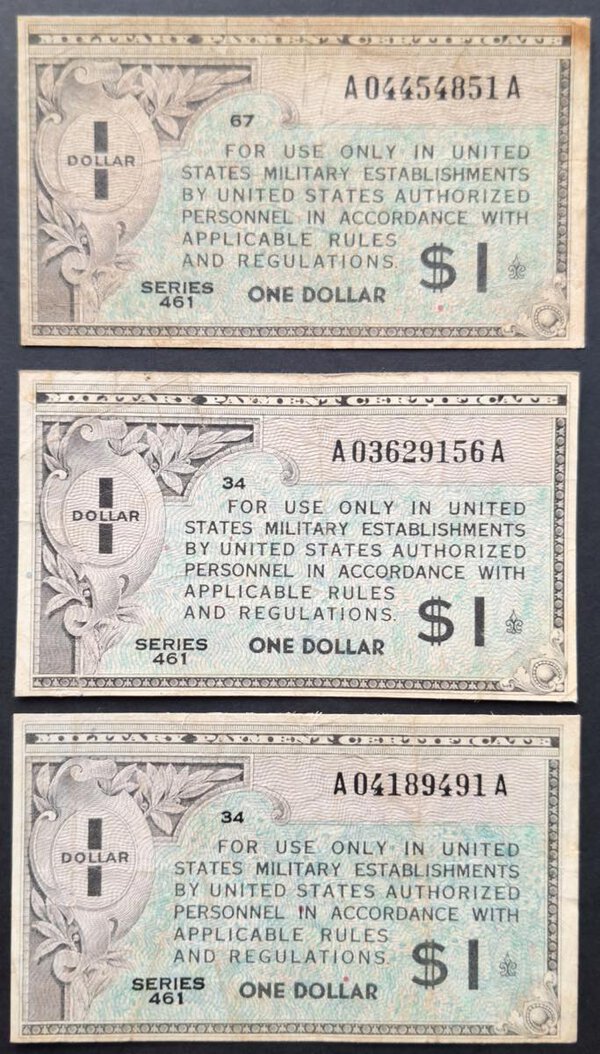 MILITARY PAYMENT CERTIFICATE
A04454851A
67
DOLLAR
FOR USE ONLY IN UNITED
STATES MILITARY ESTABLISHMENTS
BY UNITED STATES AUTHORIZED
PERSONNEL IN ACCORDANCE WITH
APPLICABLE RULES
AND REGULATIONS.
$1
SERIES
461
ONE DOLLAR
MILITARY PAYMENT CERTIFICATE
A03629156A
34
DOLLAR
FOR USE ONLY IN UNITED
STATES MILITARY ESTABLISHMENTS
BY UNITED STATES AUTHORIZED
PERSONNEL IN ACCORDANCE WITH
APPLICABLE RULES
AND REGULATIONS.
$1
SERIES
461
ONE DOLLAR
MILITARY PAYMENT CERTIFICATE
A04189491A
34
DOLLAR
FOR USE ONLY IN UNITED
STATES MILITARY ESTABLISHMENTS
BY UNITED STATES AUTHORIZED
PERSONNEL IN ACCORDANCE WITH
APPLICABLE RULES
AND REGULATIONS.
$1
SERIES
461
ONE DOLLAR